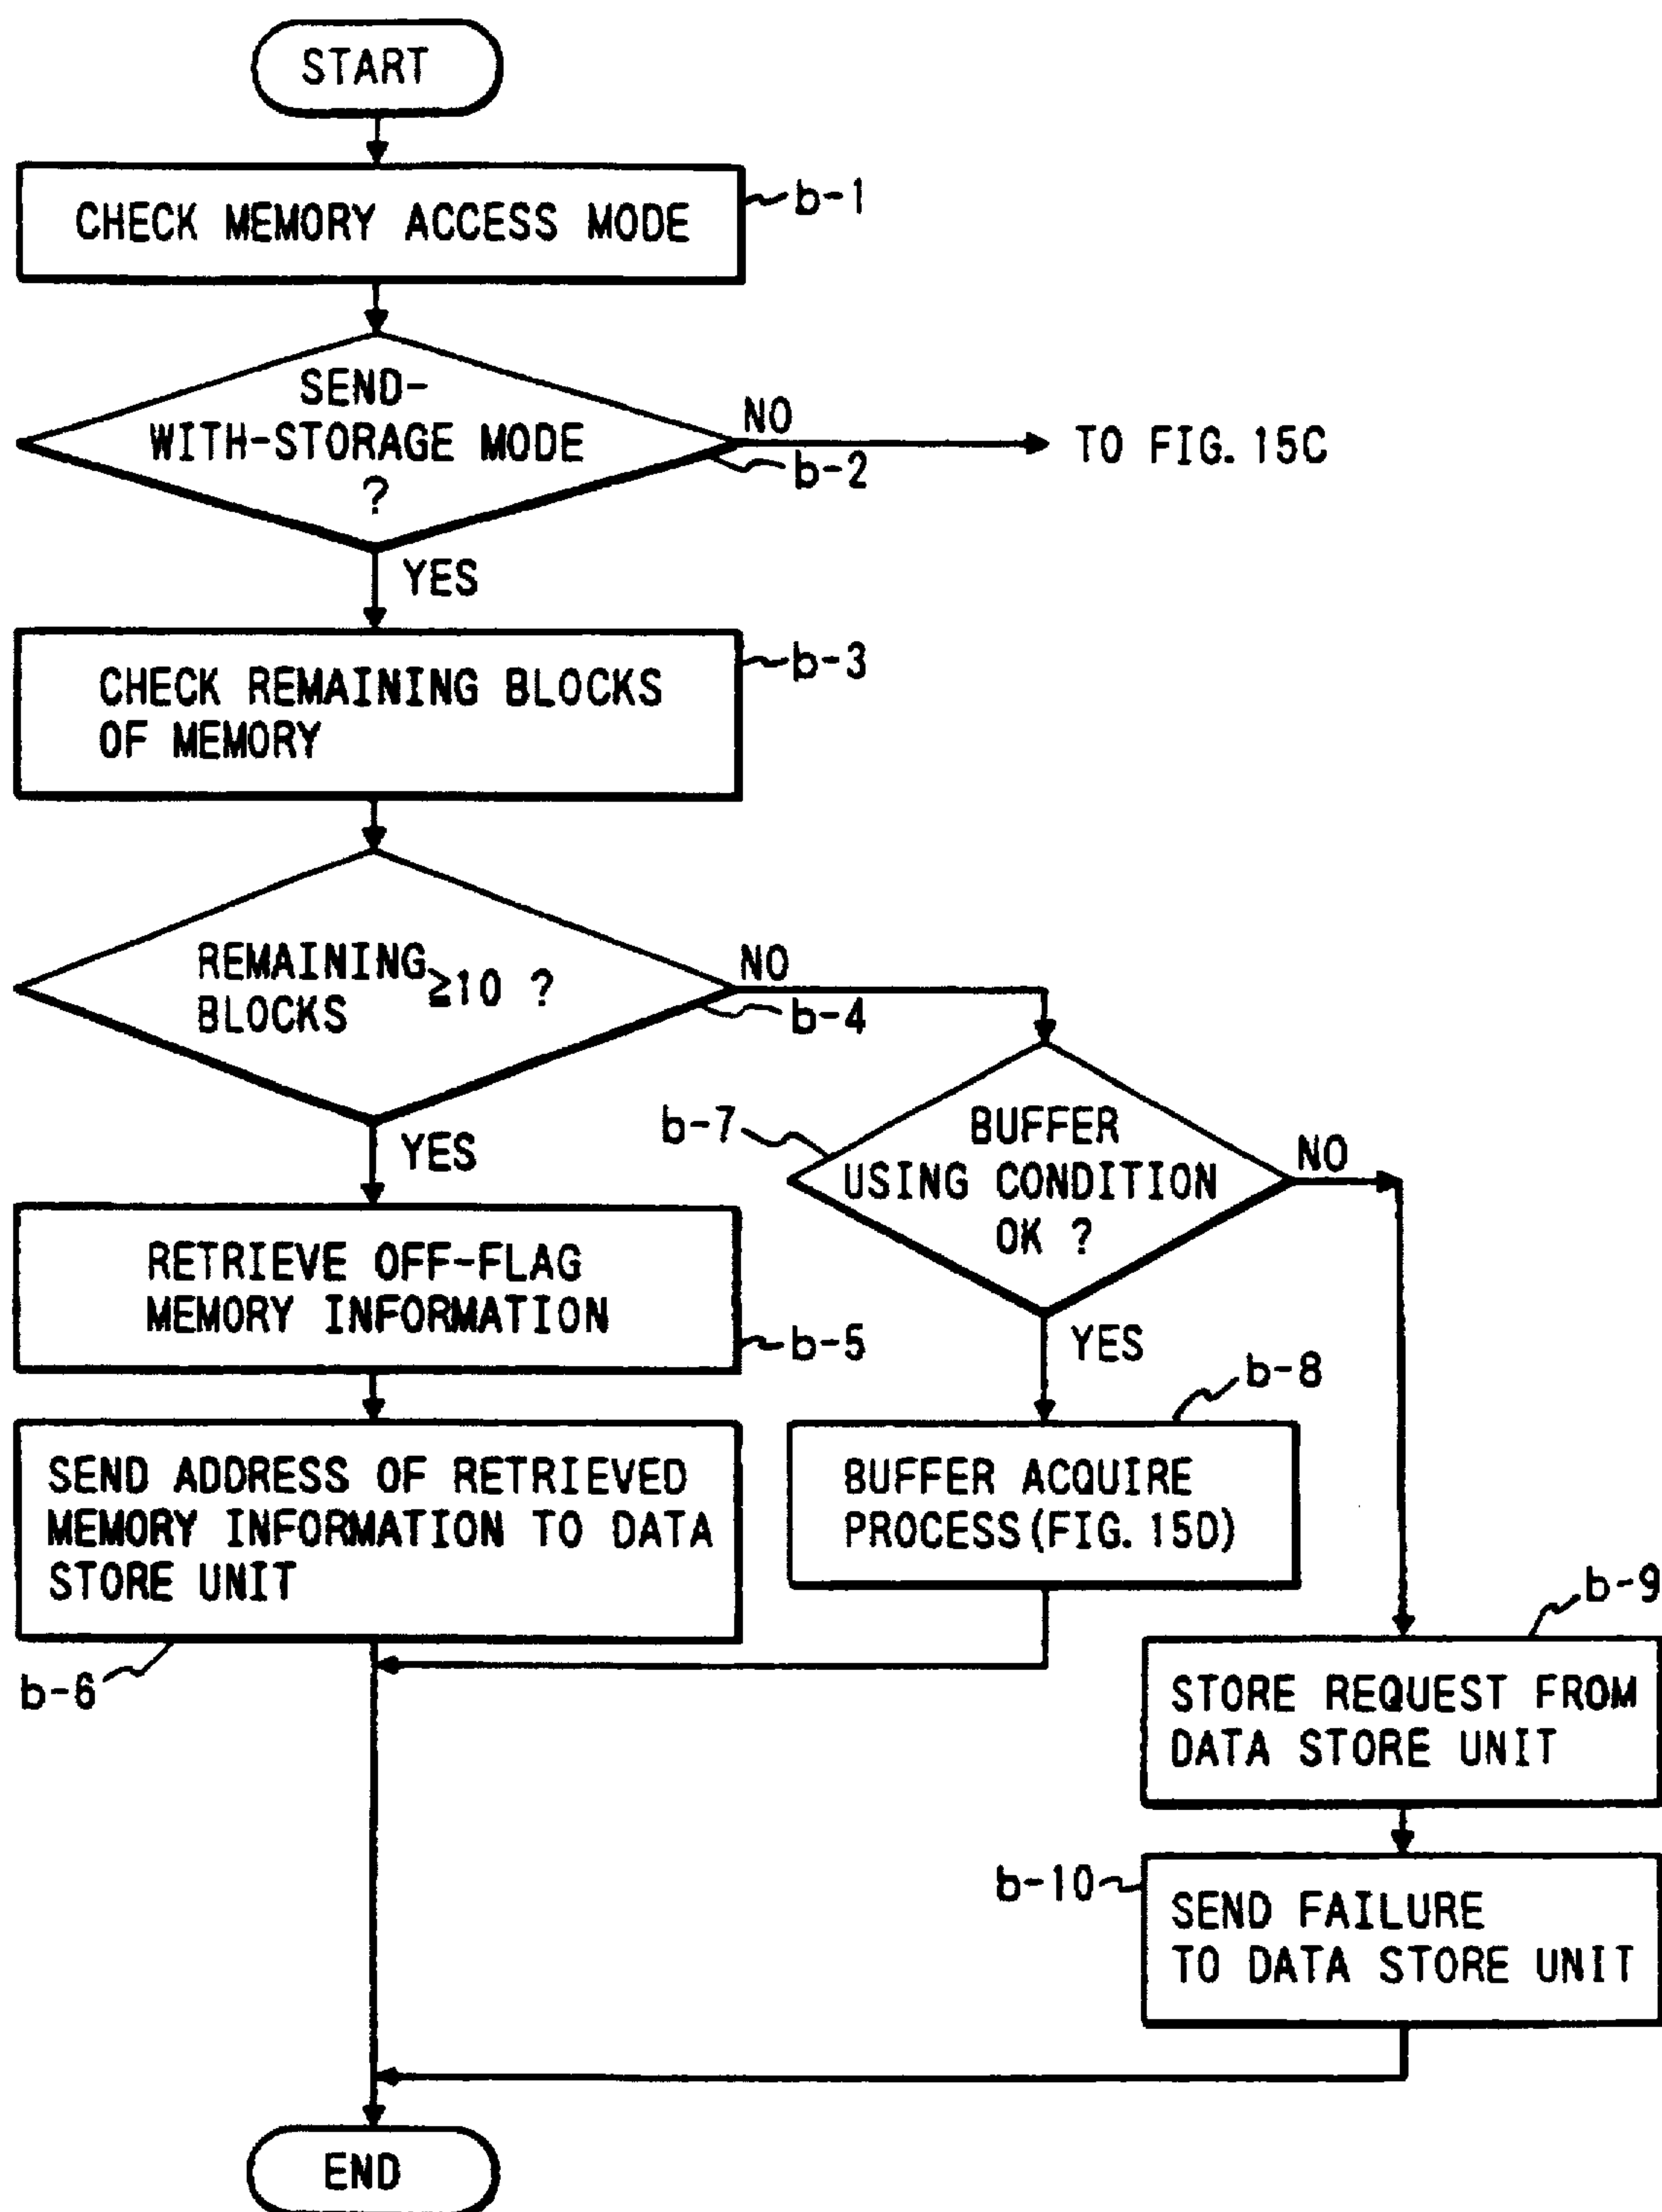 START
CHECK MEMORY ACCESS MODE
b-1
SEND-
WITH-STORAGE MODE
?
NO
b-2
TO FIG. 15C
YES
CHECK REMAINING BLOCKS
OF MEMORY
b-3
REMAINING
BLOCKS
≧10 ?
NO
b-4
YES
b-7
BUFFER
USING CONDITION
OK ?
NO
RETRIEVE OFF-FLAG
MEMORY INFORMATION
b-5
YES
b-8
SEND ADDRESS OF RETRIEVED
MEMORY INFORMATION TO DATA
STORE UNIT
b-6
BUFFER ACQUIRE
PROCESS(FIG. 15D)
b-9
STORE REQUEST FROM
DATA STORE UNIT
b-10
SEND FAILURE
TO DATA STORE UNIT
END